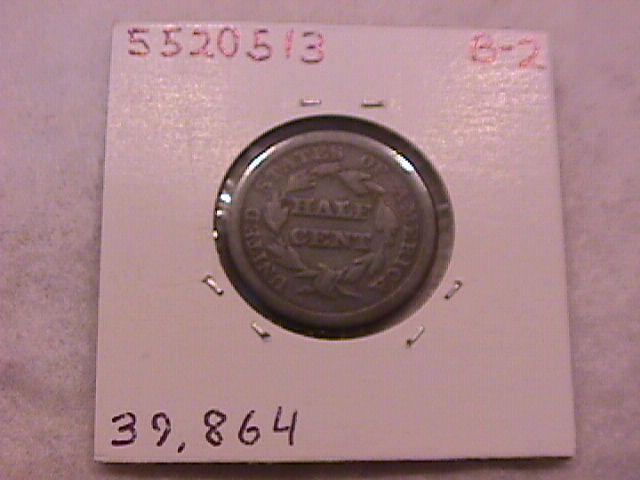 5520513 B-2
UNITED STATES OF AMERICA
HALF
CENT
39,864